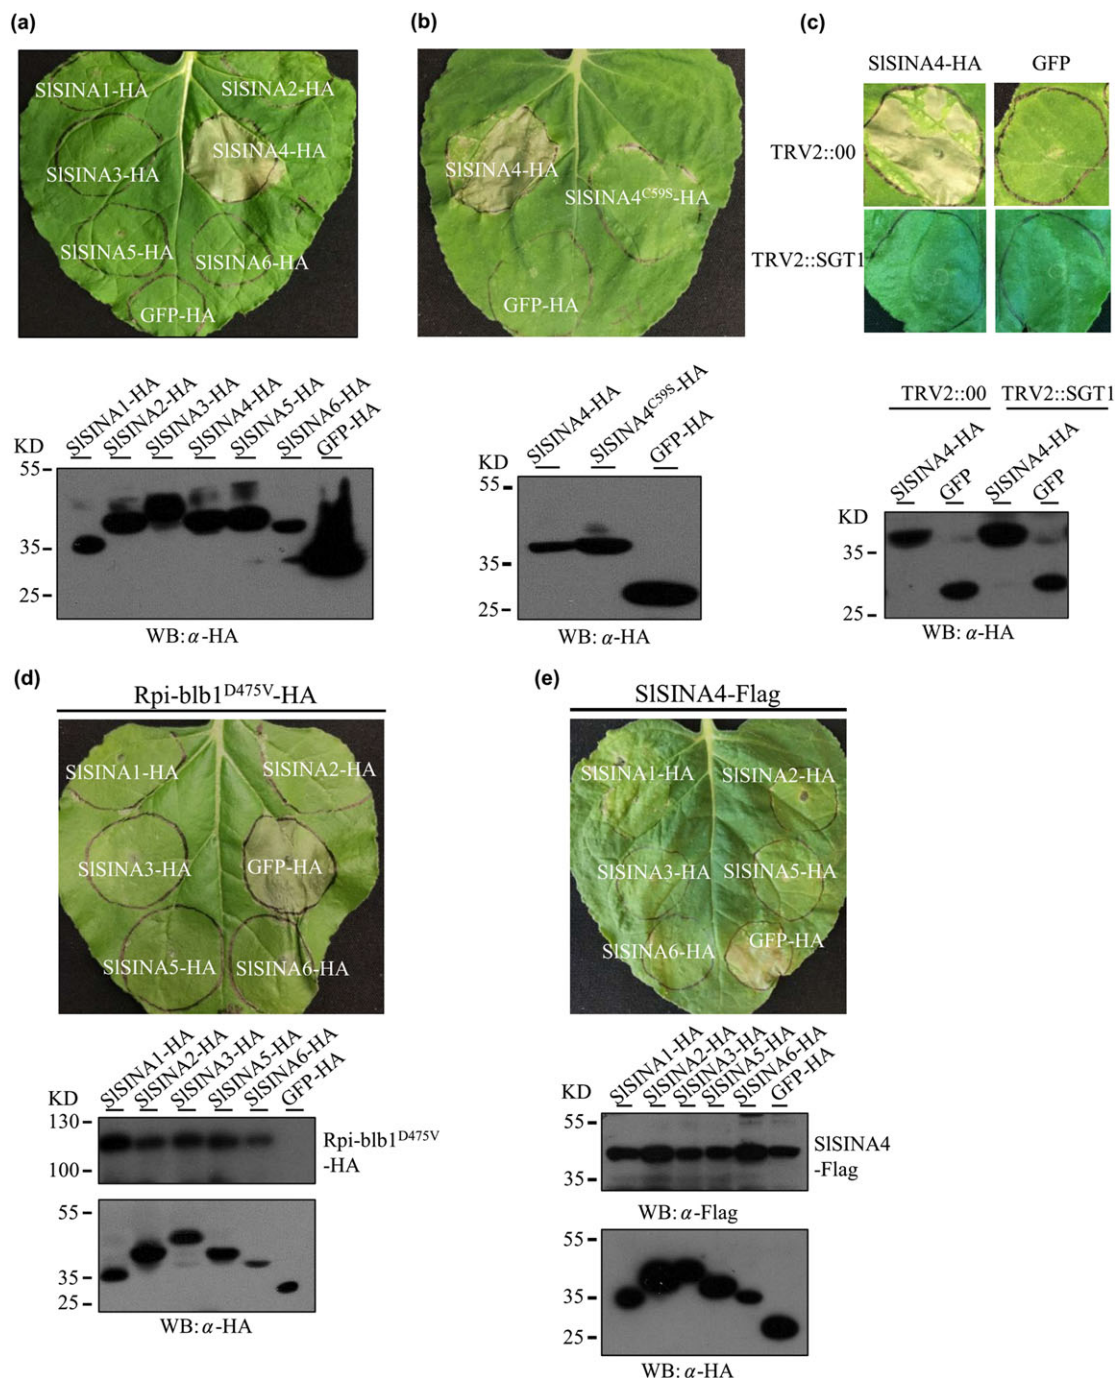 (a)
SlSINA1-HA
SlSINA2-HA
SlSINA4-HA
SlSINA3-HA
SlSINA5-HA
SlSINA6-HA
GFP-HA
SlSINA1-HA
SlSINA2-HA
SlSINA3-HA
SlSINA4-HA
SlSINA5-HA
SlSINA6-HA
GFP-HA
KD
55
35
25
WB: α-HA
(b)
SlSINA4-HA
SlSINA4C59S-HA
GFP-HA
SlSINA4-HA
SlSINA4C59S-HA
GFP-HA
KD
55
35
25
WB: α-HA
(c)
SlSINA4-HA GFP
TRV2::00
TRV2::SGT1
TRV2::00 TRV2::SGT1
SlSINA4-HA
GFP
SlSINA4-HA
GFP
KD
35
25
WB: α-HA
(d)
Rpi-blb1D475V-HA
SlSINA1-HA
SlSINA2-HA
SlSINA3-HA
GFP-HA
SlSINA5-HA
SlSINA6-HA
SlSINA1-HA
SlSINA2-HA
SlSINA3-HA
SlSINA5-HA
SlSINA6-HA
GFP-HA
KD
130
100
Rpi-blb1D475V
-HA
55
35
25
WB: α-HA
(e)
SlSINA4-Flag
SlSINA1-HA
SlSINA2-HA
SlSINA3-HA
SlSINA5-HA
SlSINA6-HA
GFP-HA
SlSINA1-HA
SlSINA2-HA
SlSINA3-HA
SlSINA5-HA
SlSINA6-HA
GFP-HA
KD
55
35
SlSINA4
-Flag
WB: α-Flag
55
35
25
WB: α-HA